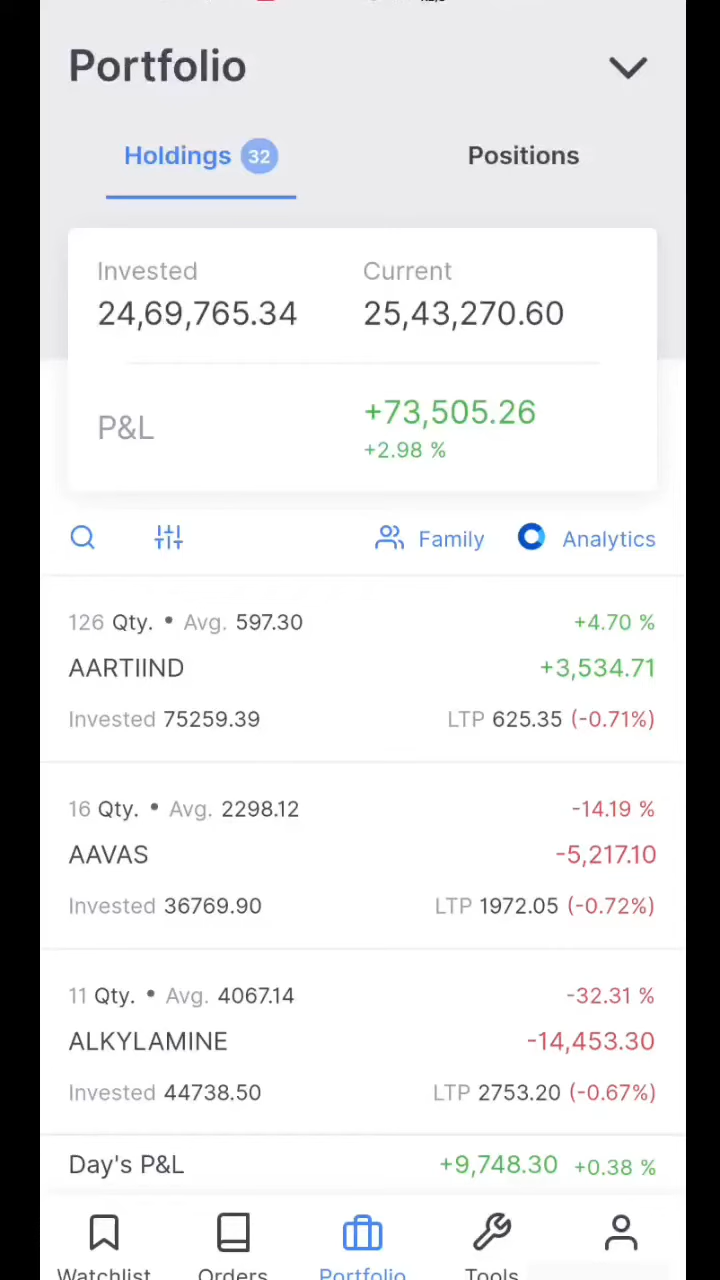 Portfolio
Holdings 32 Positions
Invested Current
24,69,765.34 25,43,270.60
P&L +73,505.26
+2.98 %
Family Analytics
126 Qty. • Avg. 597.30 +4.70 %
AARTIIND +3,534.71
Invested 75259.39 LTP 625.35 (-0.71%)
16 Qty. • Avg. 2298.12 -14.19 %
AAVAS -5,217.10
Invested 36769.90 LTP 1972.05 (-0.72%)
11 Qty. • Avg. 4067.14 -32.31 %
ALKYLAMINE -14,453.30
Invested 44738.50 LTP 2753.20 (-0.67%)
Day's P&L +9,748.30 +0.38 %
Watchlist Orders Portfolio Tools